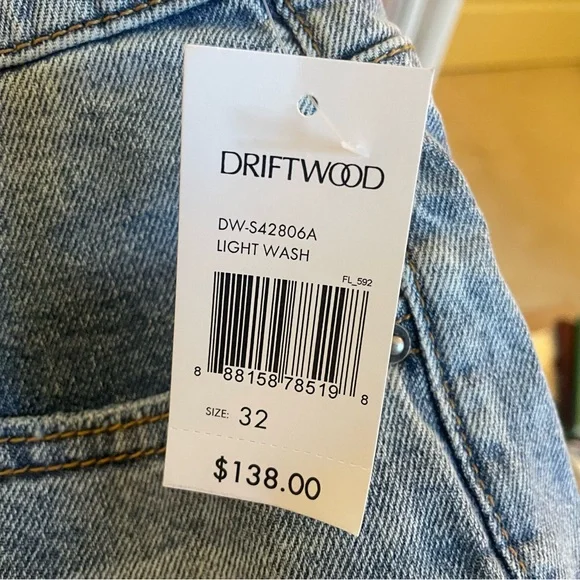 DRIFTWOOD
DW-S42806A
LIGHT WASH
FL_592
8 88158 78519 8
SIZE: 32
$138.00